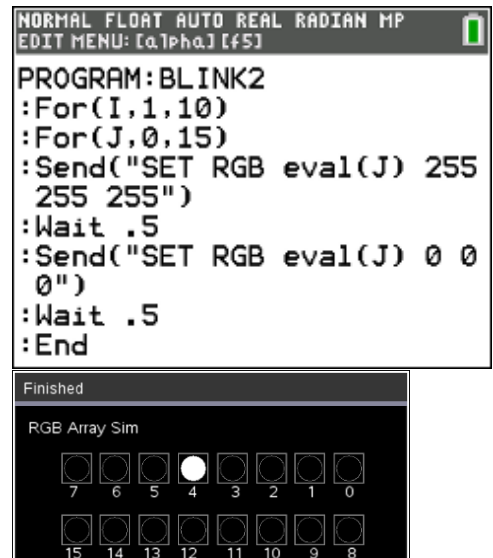 NORMAL FLOAT AUTO REAL RADIAN MP
EDIT MENU: [alpha] [f5]
PROGRAM:BLINK2
:For(I,1,10)
:For(J,0,15)
:Send("SET RGB eval(J) 255
255 255")
:Wait .5
:Send("SET RGB eval(J) 0 0
0")
:Wait .5
:End
Finished
RGB Array Sim
7 6 5 4 3 2 1 0
15 14 13 12 11 10 9 8